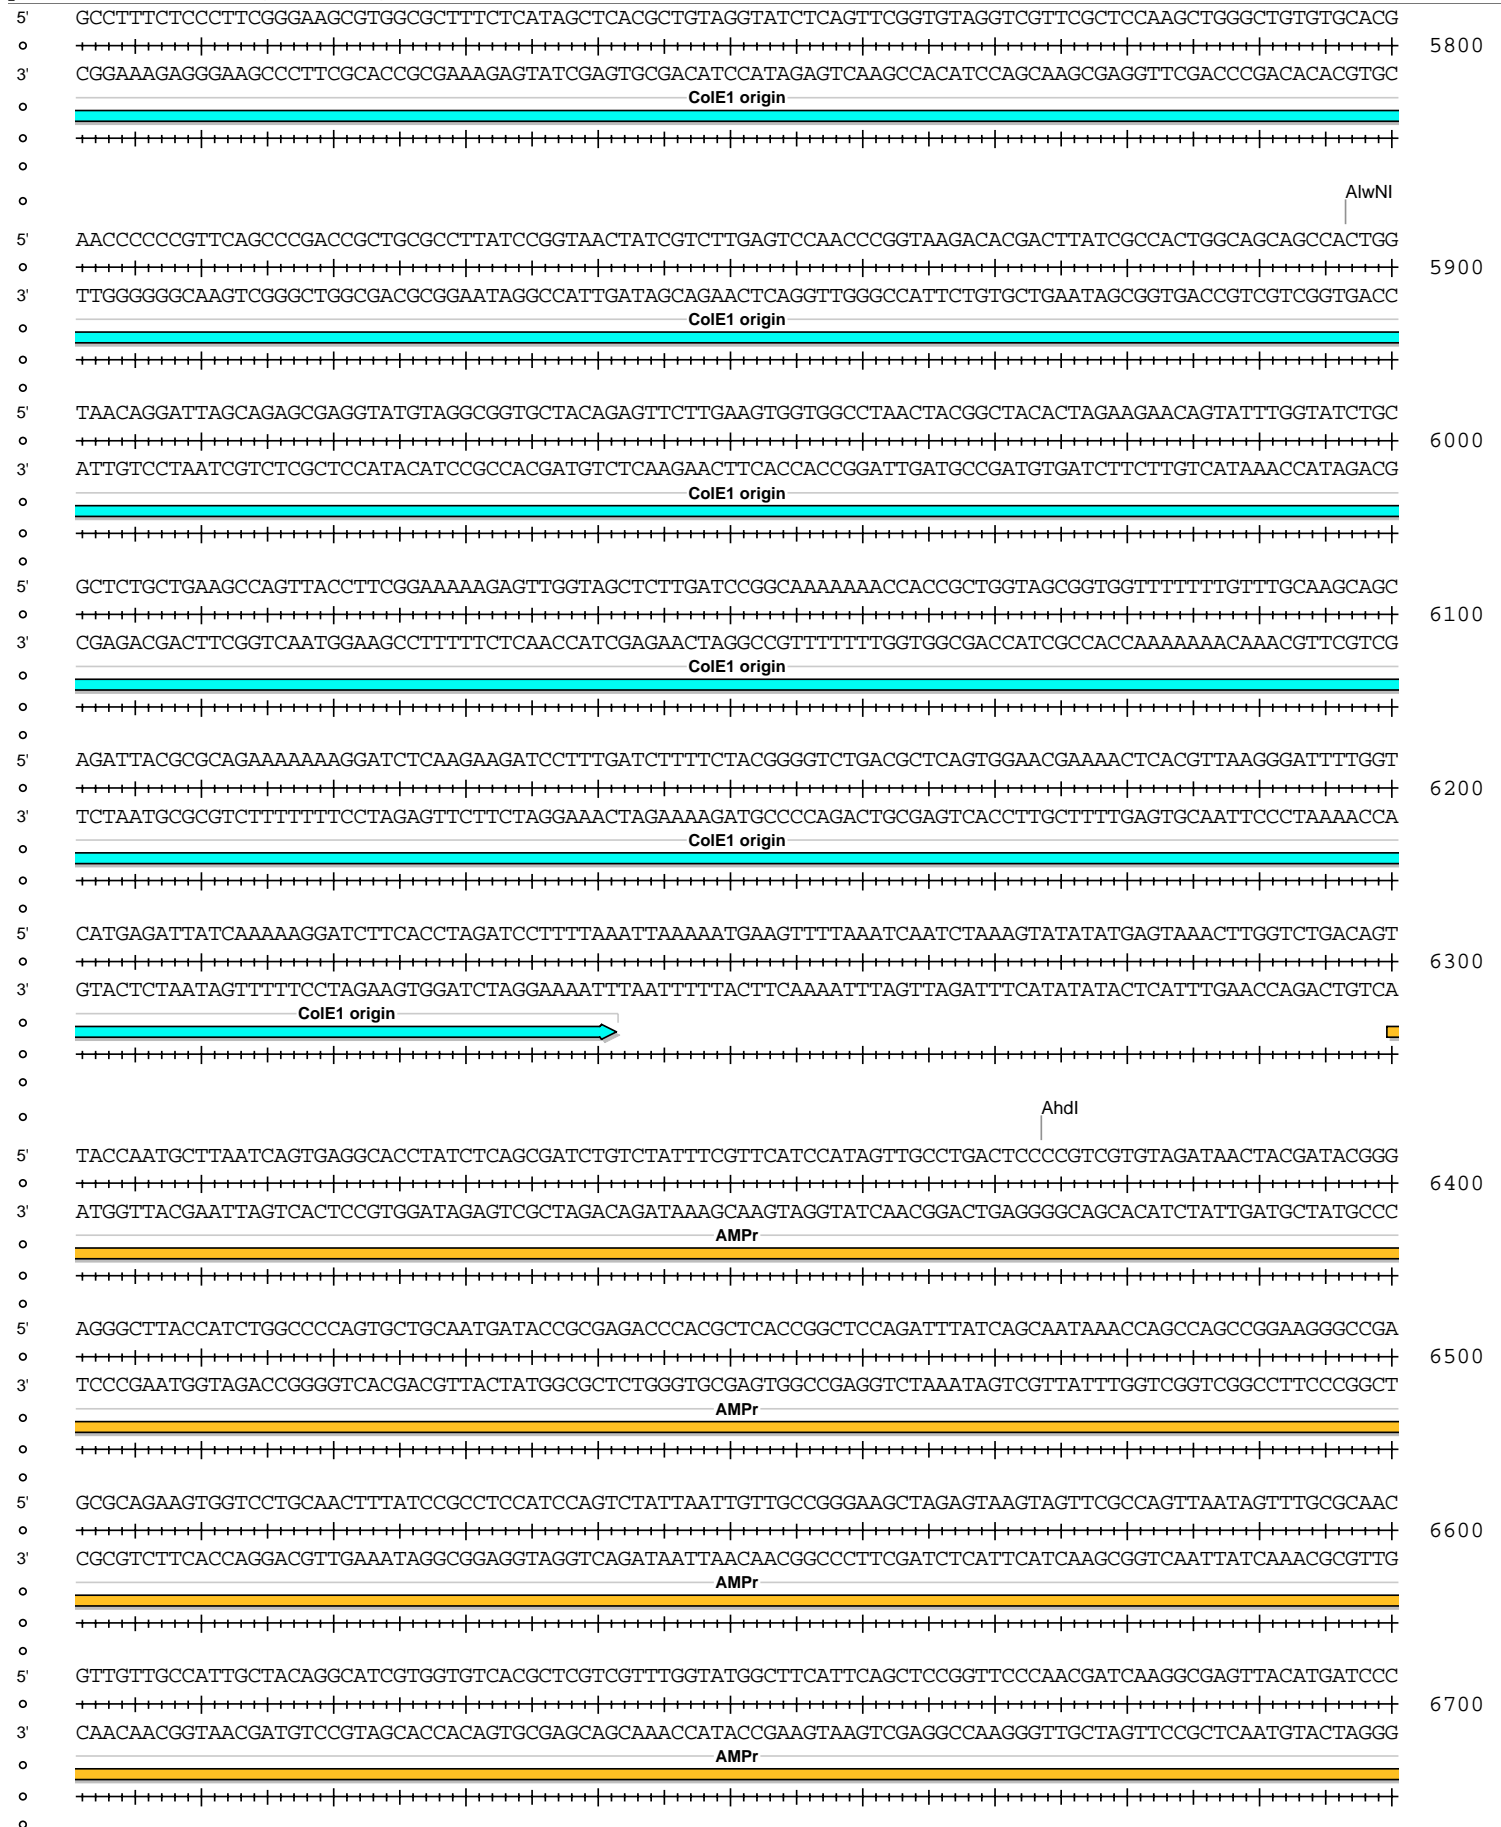 5' GCCTTTCTCCCTTCGGGAAGCGTGGCGCTTTCTCATAGCTCACGCTGTAGGTATCTCAGTTCGGTGTAGGTCGTTCGCTCCAAGCTGGGCTGTGTGCACG
5800
3' CGGAAAGAGGGAAGCCCTTCGCACCGCGAAAGAGTATCGAGTGCGACATCCATAGAGTCAAGCCACATCCAGCAAGCGAGGTTCGACCCGACACACGTGC
ColE1 origin
AlwNI
5' AACCCCCCGTTCAGCCCGACCGCTGCGCCTTATCCGGTAACTATCGTCTTGAGTCCAACCCGGTAAGACACGACTTATCGCCACTGGCAGCAGCCACTGG
5900
3' TTGGGGGGCAAGTCGGGCTGGCGACGCGGAATAGGCCATTGATAGCAGAACTCAGGTTGGGCCATTCTGTGCTGAATAGCGGTGACCGTCGTCGGTGACC
ColE1 origin
5' TAACAGGATTAGCAGAGCGAGGTATGTAGGCGGTGCTACAGAGTTCTTGAAGTGGTGGCCTAACTACGGCTACACTAGAAGAACAGTATTTGGTATCTGC
6000
3' ATTGTCCTAATCGTCTCGCTCCATACATCCGCCACGATGTCTCAAGAACTTCACCACCGGATTGATGCCGATGTGATCTTCTTGTCATAAACCATAGACG
ColE1 origin
5' GCTCTGCTGAAGCCAGTTACCTTCGGAAAAAGAGTTGGTAGCTCTTGATCCGGCAAAAAAACCACCGCTGGTAGCGGTGGTTTTTTTGTTTGCAAGCAGC
6100
3' CGAGACGACTTCGGTCAATGGAAGCCTTTTTCTCAACCATCGAGAACTAGGCCGTTTTTTTGGTGGCGACCATCGCCACCAAAAAAACAAACGTTCGTCG
ColE1 origin
5' AGATTACGCGCAGAAAAAAAGGATCTCAAGAAGATCCTTTGATCTTTTCTACGGGGTCTGACGCTCAGTGGAACGAAAACTCACGTTAAGGGATTTTGGT
6200
3' TCTAATGCGCGTCTTTTTTTCCTAGAGTTCTTCTAGGAAACTAGAAAAGATGCCCCAGACTGCGAGTCACCTTGCTTTTGAGTGCAATTCCCTAAAACCA
ColE1 origin
5' CATGAGATTATCAAAAAGGATCTTCACCTAGATCCTTTTAAATTAAAAATGAAGTTTTAAATCAATCTAAAGTATATATGAGTAAACTTGGTCTGACAGT
6300
3' GTACTCTAATAGTTTTTCCTAGAAGTGGATCTAGGAAAATTTAATTTTTACTTCAAAATTTAGTTAGATTTCATATATACTCATTTGAACCAGACTGTCA
ColE1 origin
AhdI
5' TACCAATGCTTAATCAGTGAGGCACCTATCTCAGCGATCTGTCTATTTCGTTCATCCATAGTTGCCTGACTCCCCGTCGTGTAGATAACTACGATACGGG
6400
3' ATGGTTACGAATTAGTCACTCCGTGGATAGAGTCGCTAGACAGATAAAGCAAGTAGGTATCAACGGACTGAGGGGCAGCACATCTATTGATGCTATGCCC
AMPr
5' AGGGCTTACCATCTGGCCCCAGTGCTGCAATGATACCGCGAGACCCACGCTCACCGGCTCCAGATTTATCAGCAATAAACCAGCCAGCCGGAAGGGCCGA
6500
3' TCCCGAATGGTAGACCGGGGTCACGACGTTACTATGGCGCTCTGGGTGCGAGTGGCCGAGGTCTAAATAGTCGTTATTTGGTCGGTCGGCCTTCCCGGCT
AMPr
5' GCGCAGAAGTGGTCCTGCAACTTTATCCGCCTCCATCCAGTCTATTAATTGTTGCCGGGAAGCTAGAGTAAGTAGTTCGCCAGTTAATAGTTTGCGCAAC
6600
3' CGCGTCTTCACCAGGACGTTGAAATAGGCGGAGGTAGGTCAGATAATTAACAACGGCCCTTCGATCTCATTCATCAAGCGGTCAATTATCAAACGCGTTG
AMPr
5' GTTGTTGCCATTGCTACAGGCATCGTGGTGTCACGCTCGTCGTTTGGTATGGCTTCATTCAGCTCCGGTTCCCAACGATCAAGGCGAGTTACATGATCCC
6700
3' CAACAACGGTAACGATGTCCGTAGCACCACAGTGCGAGCAGCAAACCATACCGAAGTAAGTCGAGGCCAAGGGTTGCTAGTTCCGCTCAATGTACTAGGG
AMPr